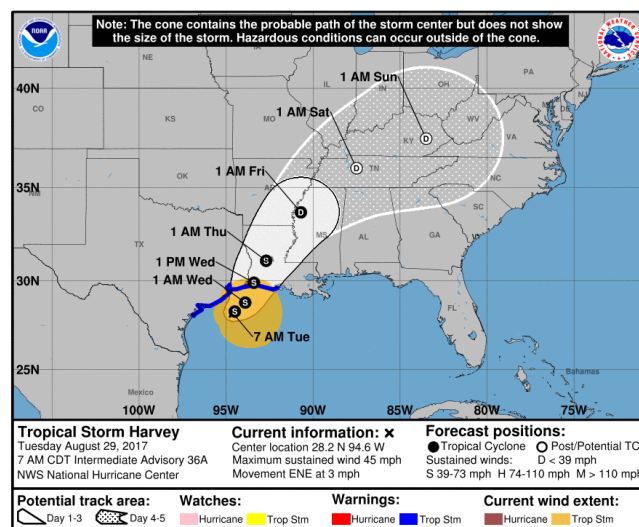 Note: The cone contains the probable path of the storm center but does not show
the size of the storm. Hazardous conditions can occur outside of the cone.
NOAA
NE
IL
IN
OH
PA
NJ
MD
DE
CO
KS
MO
WV
VA
KY
OK
TN
NC
AR
SC
TX
MS
AL
GA
LA
FL
Mexico
Bahamas
40N
35N
30N
25N
100W
95W
90W
85W
80W
75W
1 AM Sun
D
1 AM Sat
D
1 AM Fri
D
1 AM Thu
S
1 PM Wed
S
1 AM Wed
S
7 AM Tue
S
Tropical Storm Harvey
Tuesday August 29, 2017
7 AM CDT Intermediate Advisory 36A
NWS National Hurricane Center
Current information: ×
Center location 28.2 N 94.6 W
Maximum sustained wind 45 mph
Movement ENE at 3 mph
Forecast positions:
Tropical Cyclone Post/Potential TC
Sustained winds: D < 39 mph
S 39-73 mph H 74-110 mph M > 110 mph
Potential track area:
Day 1-3 Day 4-5
Watches:
Hurricane Trop Stm
Warnings:
Hurricane Trop Stm
Current wind extent:
Hurricane Trop Stm